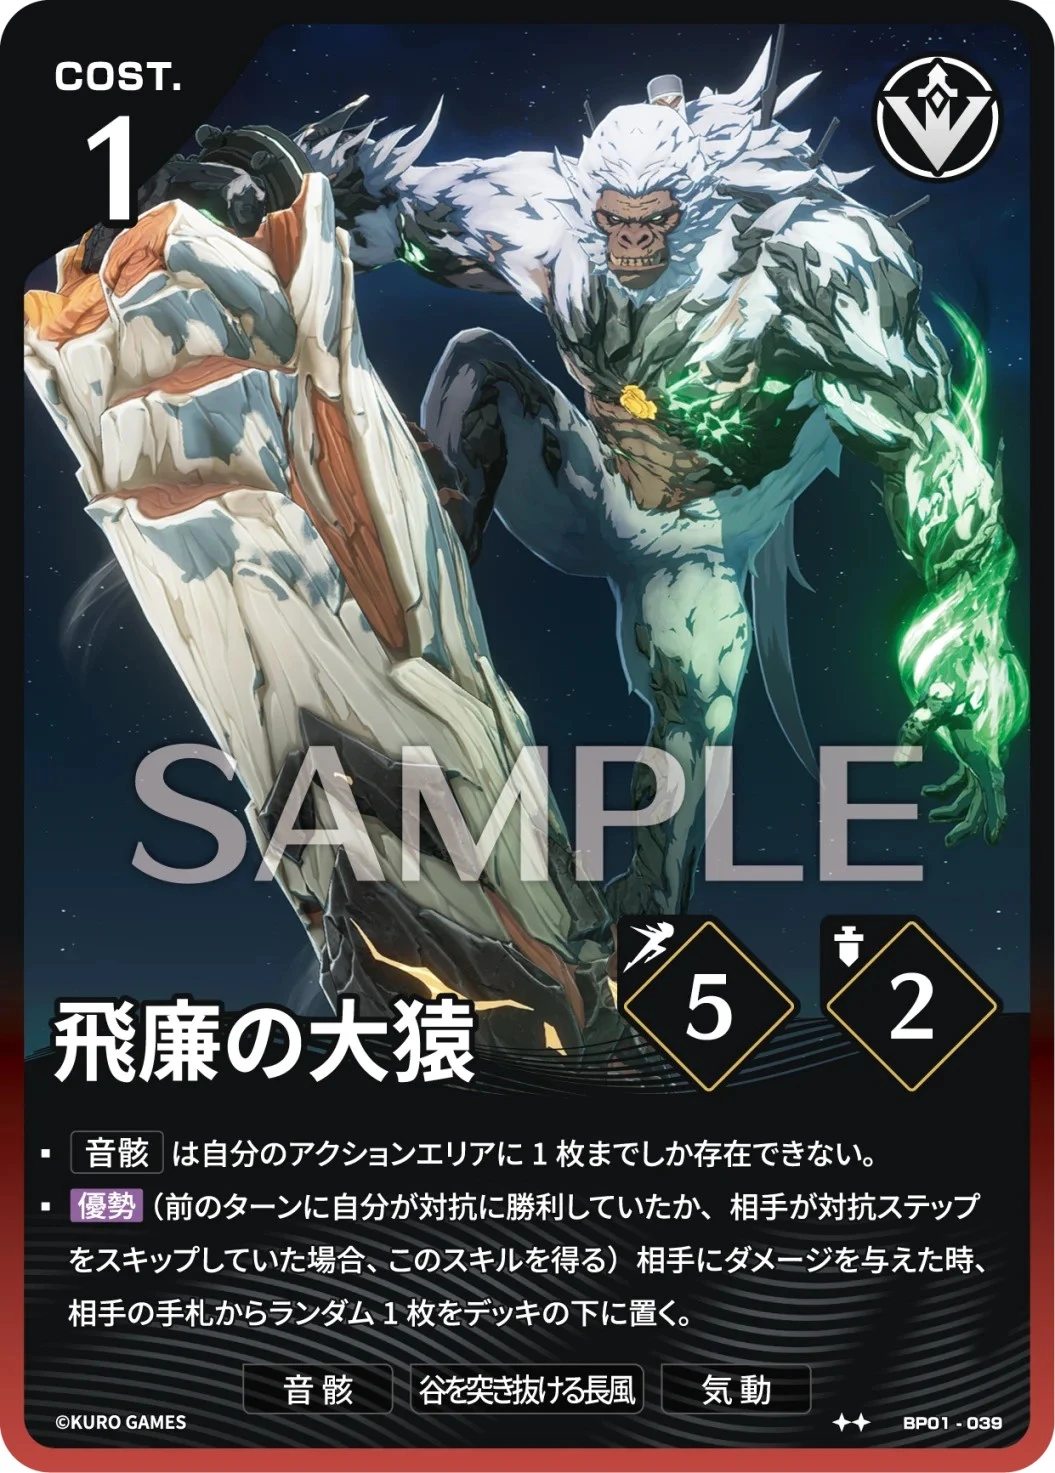 COST.
1
SAMPLE
5
2
飛廉の大猿
▪ 音骸 は自分のアクションエリアに 1 枚までしか存在できない。
▪ 優勢（前のターンに自分が対抗に勝利していたか、相手が対抗ステップ
をスキップしていた場合、このスキルを得る）相手にダメージを与えた時、
相手の手札からランダム 1 枚をデッキの下に置く。
音骸 谷を突き抜ける長風 気動
©KURO GAMES BP01 - 039